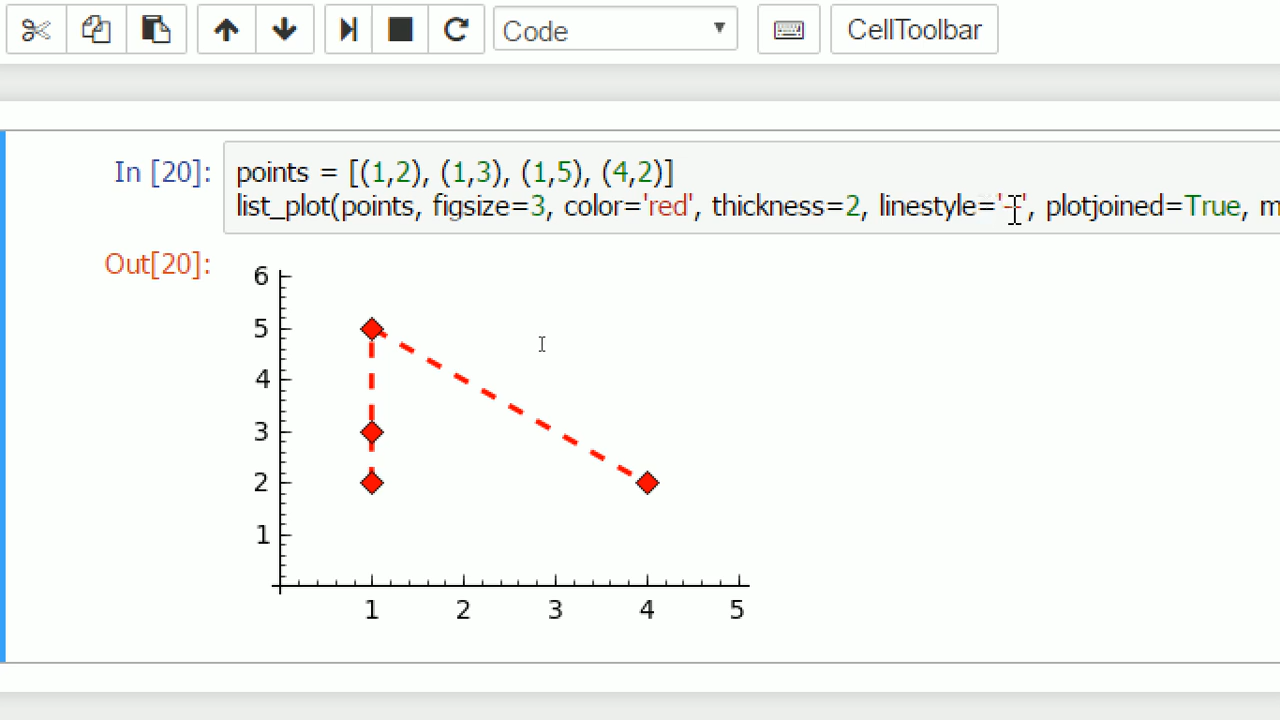 Code CellToolbar
In [20]: points = [(1,2), (1,3), (1,5), (4,2)]
list_plot(points, figsize=3, color='red', thickness=2, linestyle='--', plotjoined=True, m
Out[20]:
6
5
4
3
2
1
1 2 3 4 5